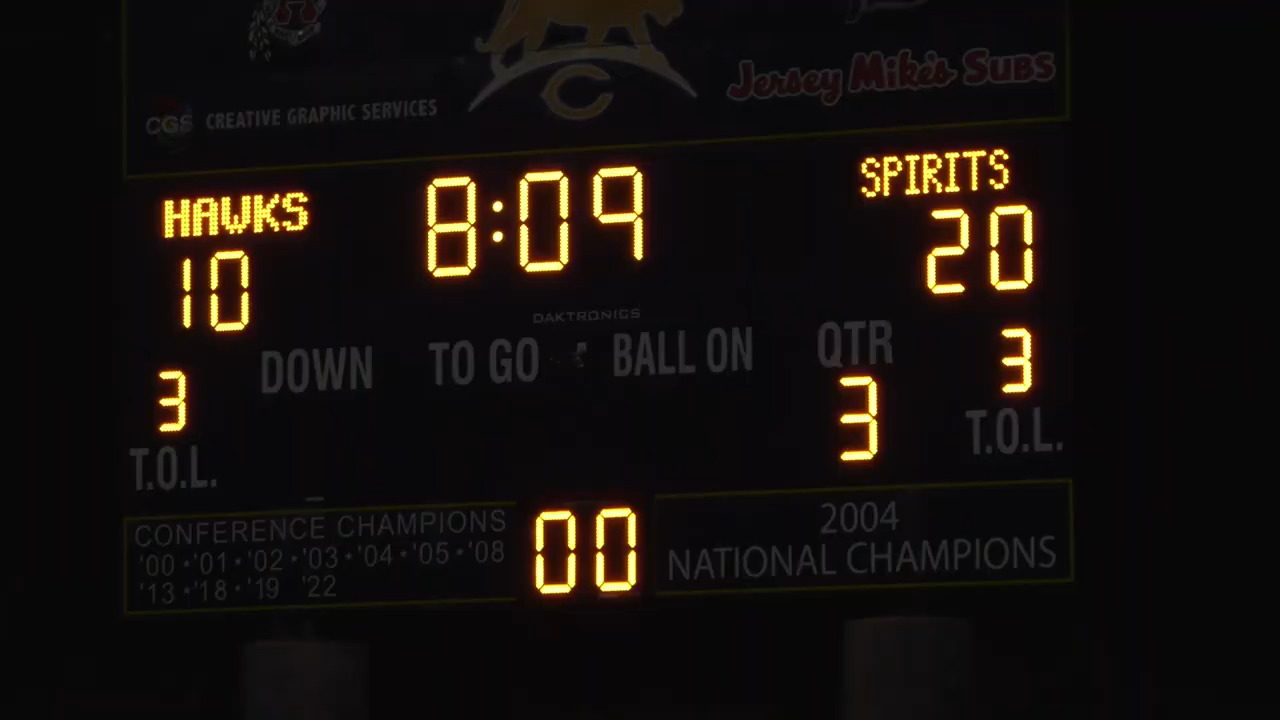 CGS CREATIVE GRAPHIC SERVICES
C
Jersey Mike's SUBS
HAWKS
8:09
SPIRITS
10
20
DAKTRONICS
DOWN
TO GO
BALL ON
QTR
3
3
3
T.O.L.
T.O.L.
CONFERENCE CHAMPIONS
'00 • '01 • '02 • '03 • '04 • '05 • '08
'13 • '18 • '19 '22
00
2004
NATIONAL CHAMPIONS